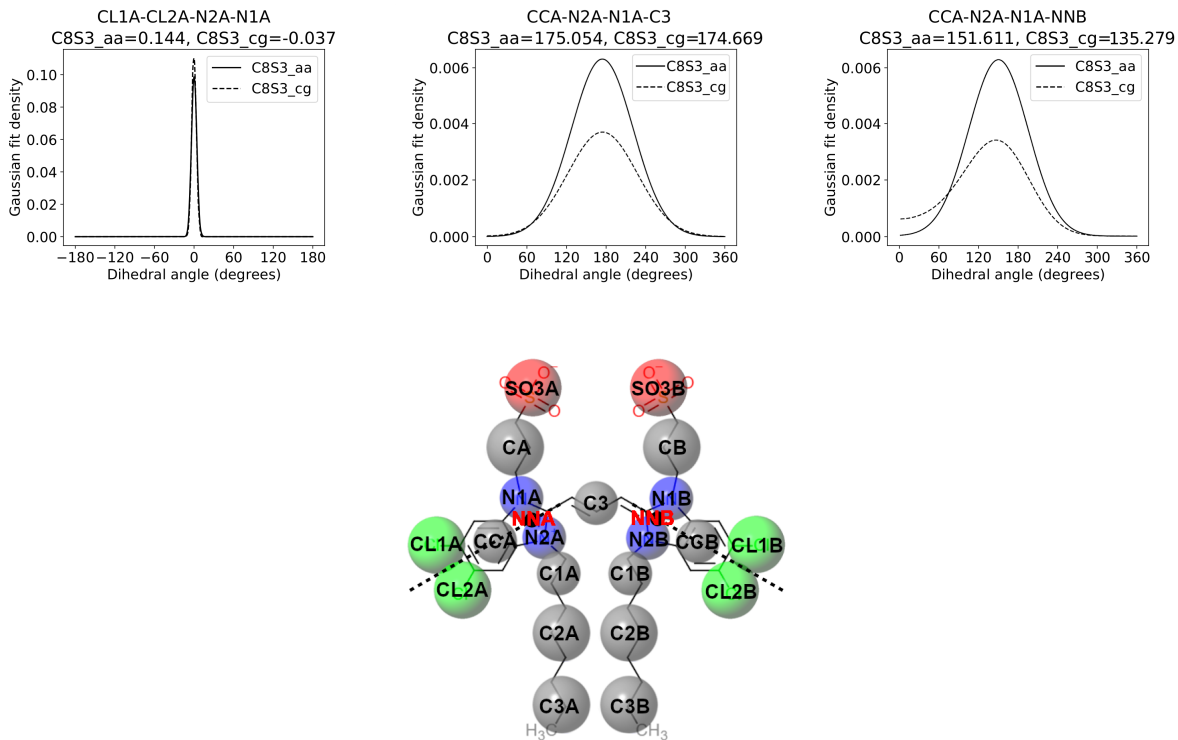 CL1A-CL2A-N2A-N1A
C8S3_aa=0.144, C8S3_cg=-0.037
Gaussian fit density
0.10
0.08
0.06
0.04
0.02
0.00
C8S3_aa
C8S3_cg
−180 −120 −60 0 60 120 180
Dihedral angle (degrees)
CCA-N2A-N1A-C3
C8S3_aa=175.054, C8S3_cg=174.669
Gaussian fit density
0.006
0.004
0.002
0.000
C8S3_aa
C8S3_cg
0 60 120 180 240 300 360
Dihedral angle (degrees)
CCA-N2A-N1A-NNB
C8S3_aa=151.611, C8S3_cg=135.279
Gaussian fit density
0.006
0.004
0.002
0.000
C8S3_aa
C8S3_cg
0 60 120 180 240 300 360
Dihedral angle (degrees)
O⁻ O⁻
O O
SO3A SO3B
S S
O O
CA CB
N1A C3 N1B
NNA NNB
CL1A CCA N2A N2B CGB CL1B
CL2A C1A C1B CL2B
C2A C2B
C3A C3B
H₃C CH₃